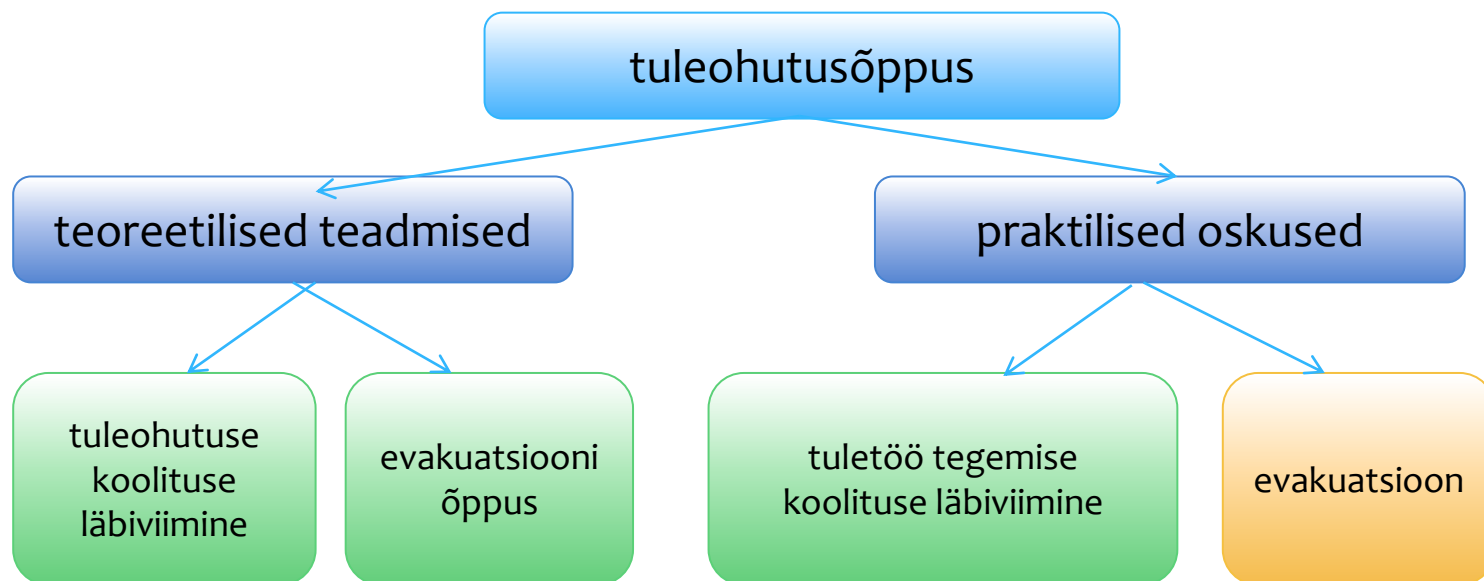 tuleohutusõppus
teoreetilised teadmised
praktilised oskused
tuleohutuse
koolituse
läbiviimine
evakuatsiooni
õppus
tuletöö tegemise
koolituse läbiviimine
evakuatsioon